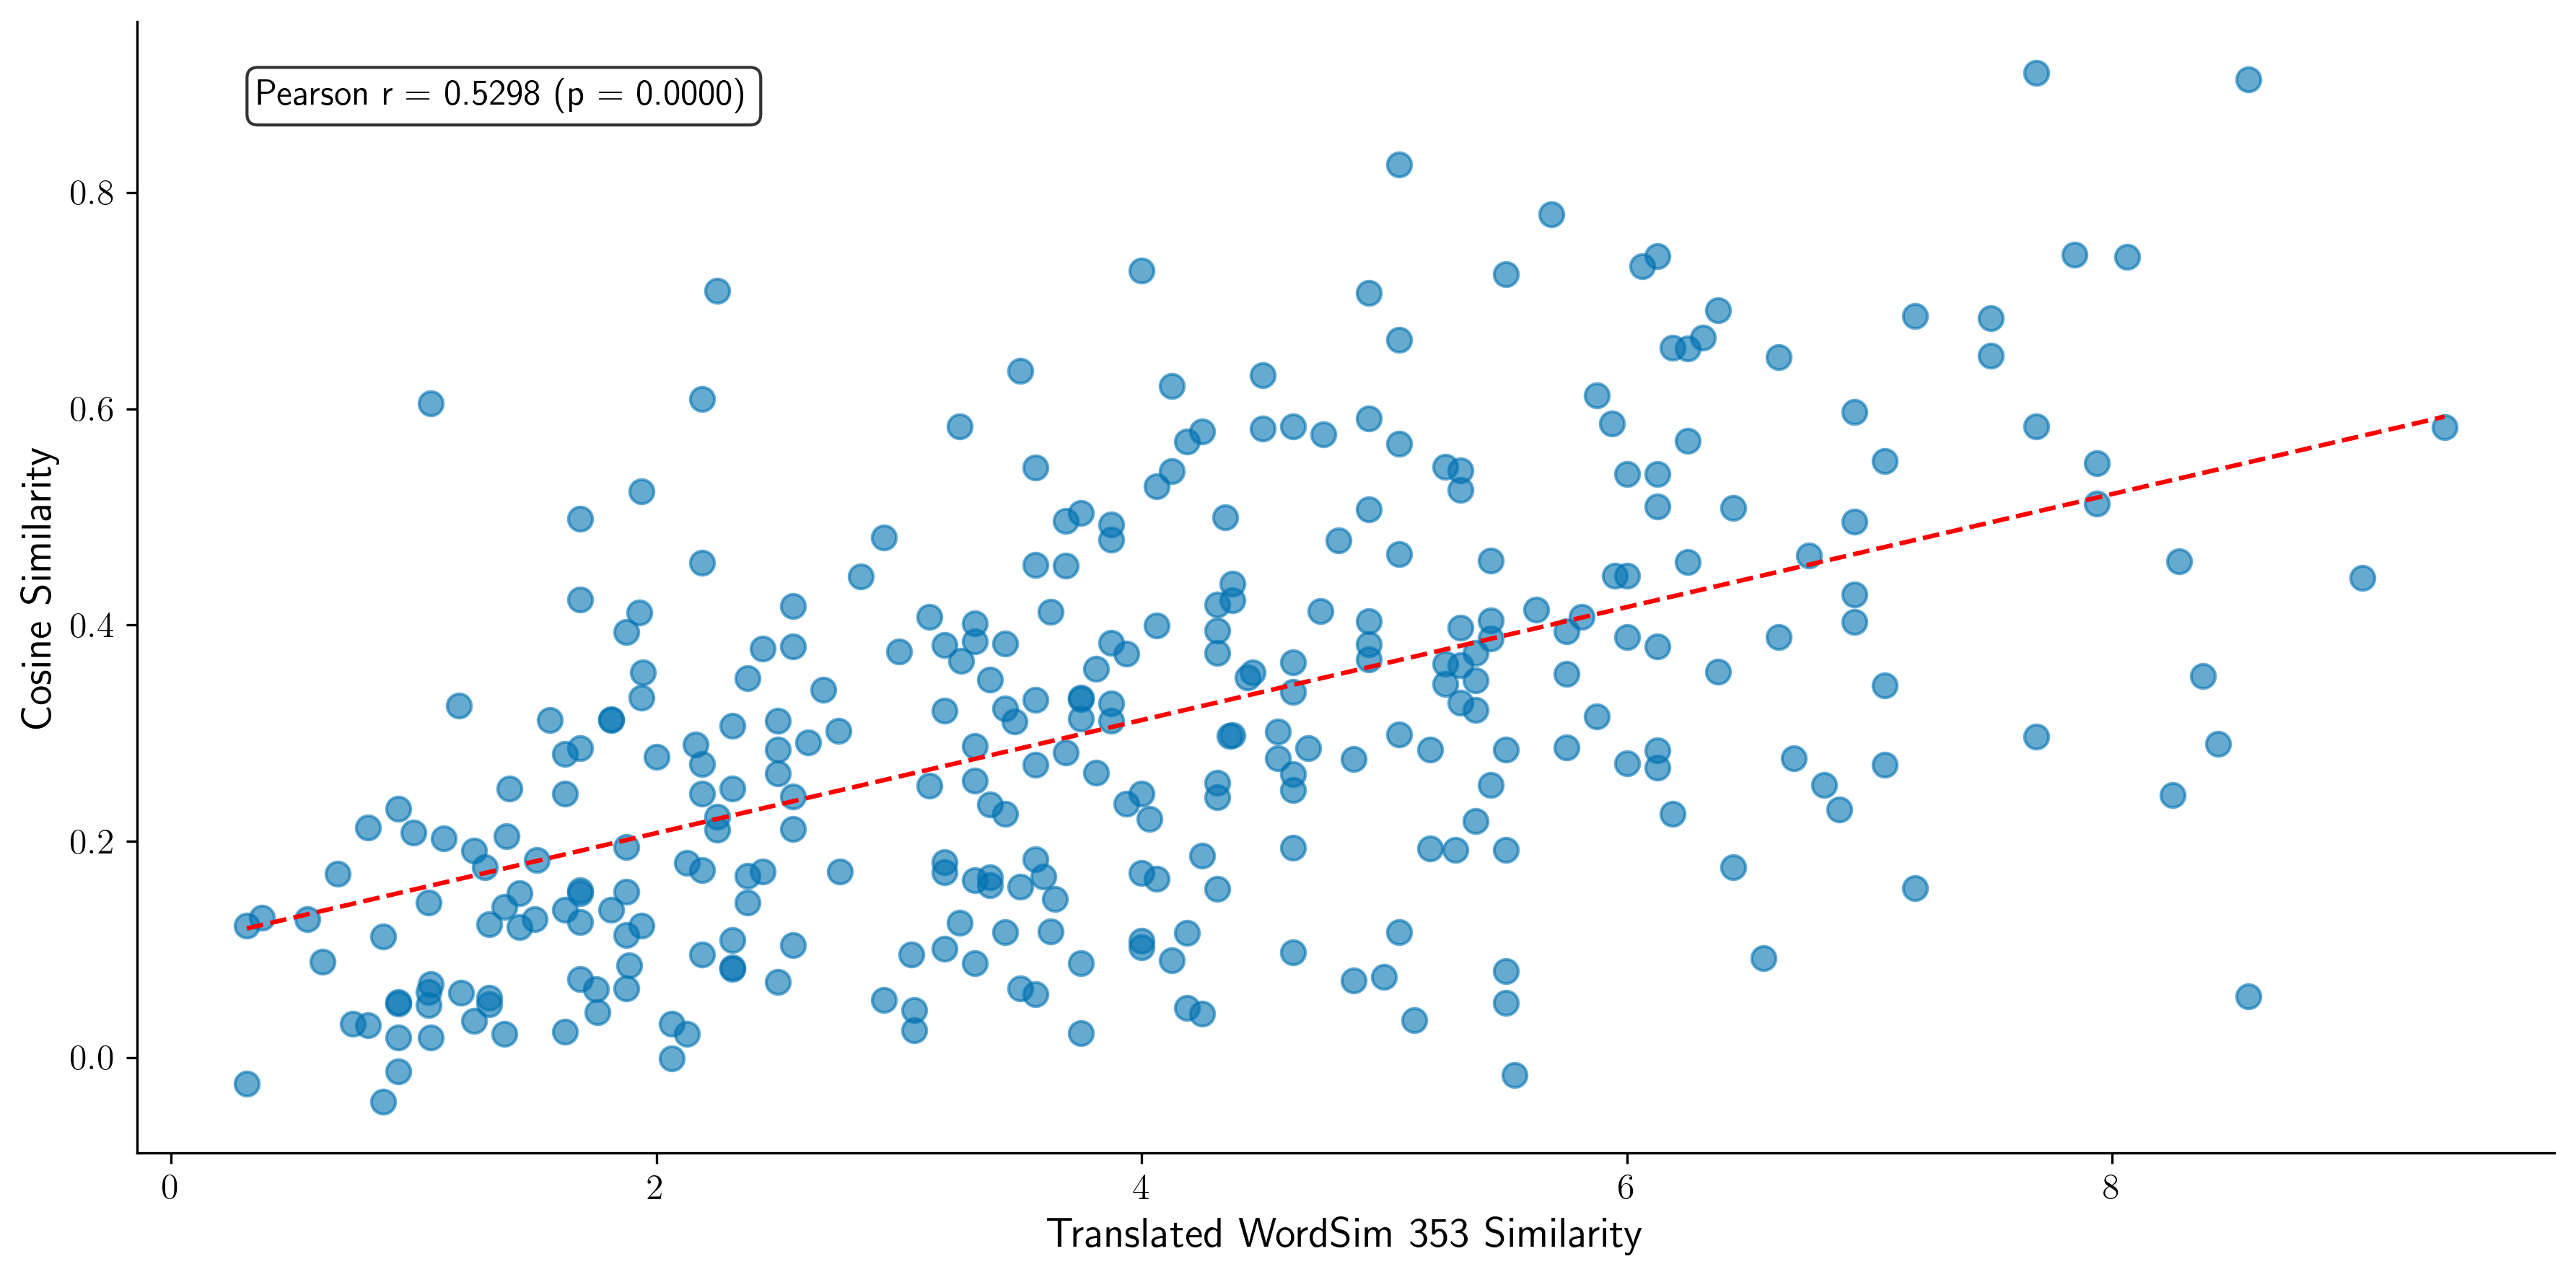 Pearson r = 0.5298 (p = 0.0000)
0.8
0.6
0.4
0.2
0.0
Cosine Similarity
0 2 4 6 8
Translated WordSim 353 Similarity